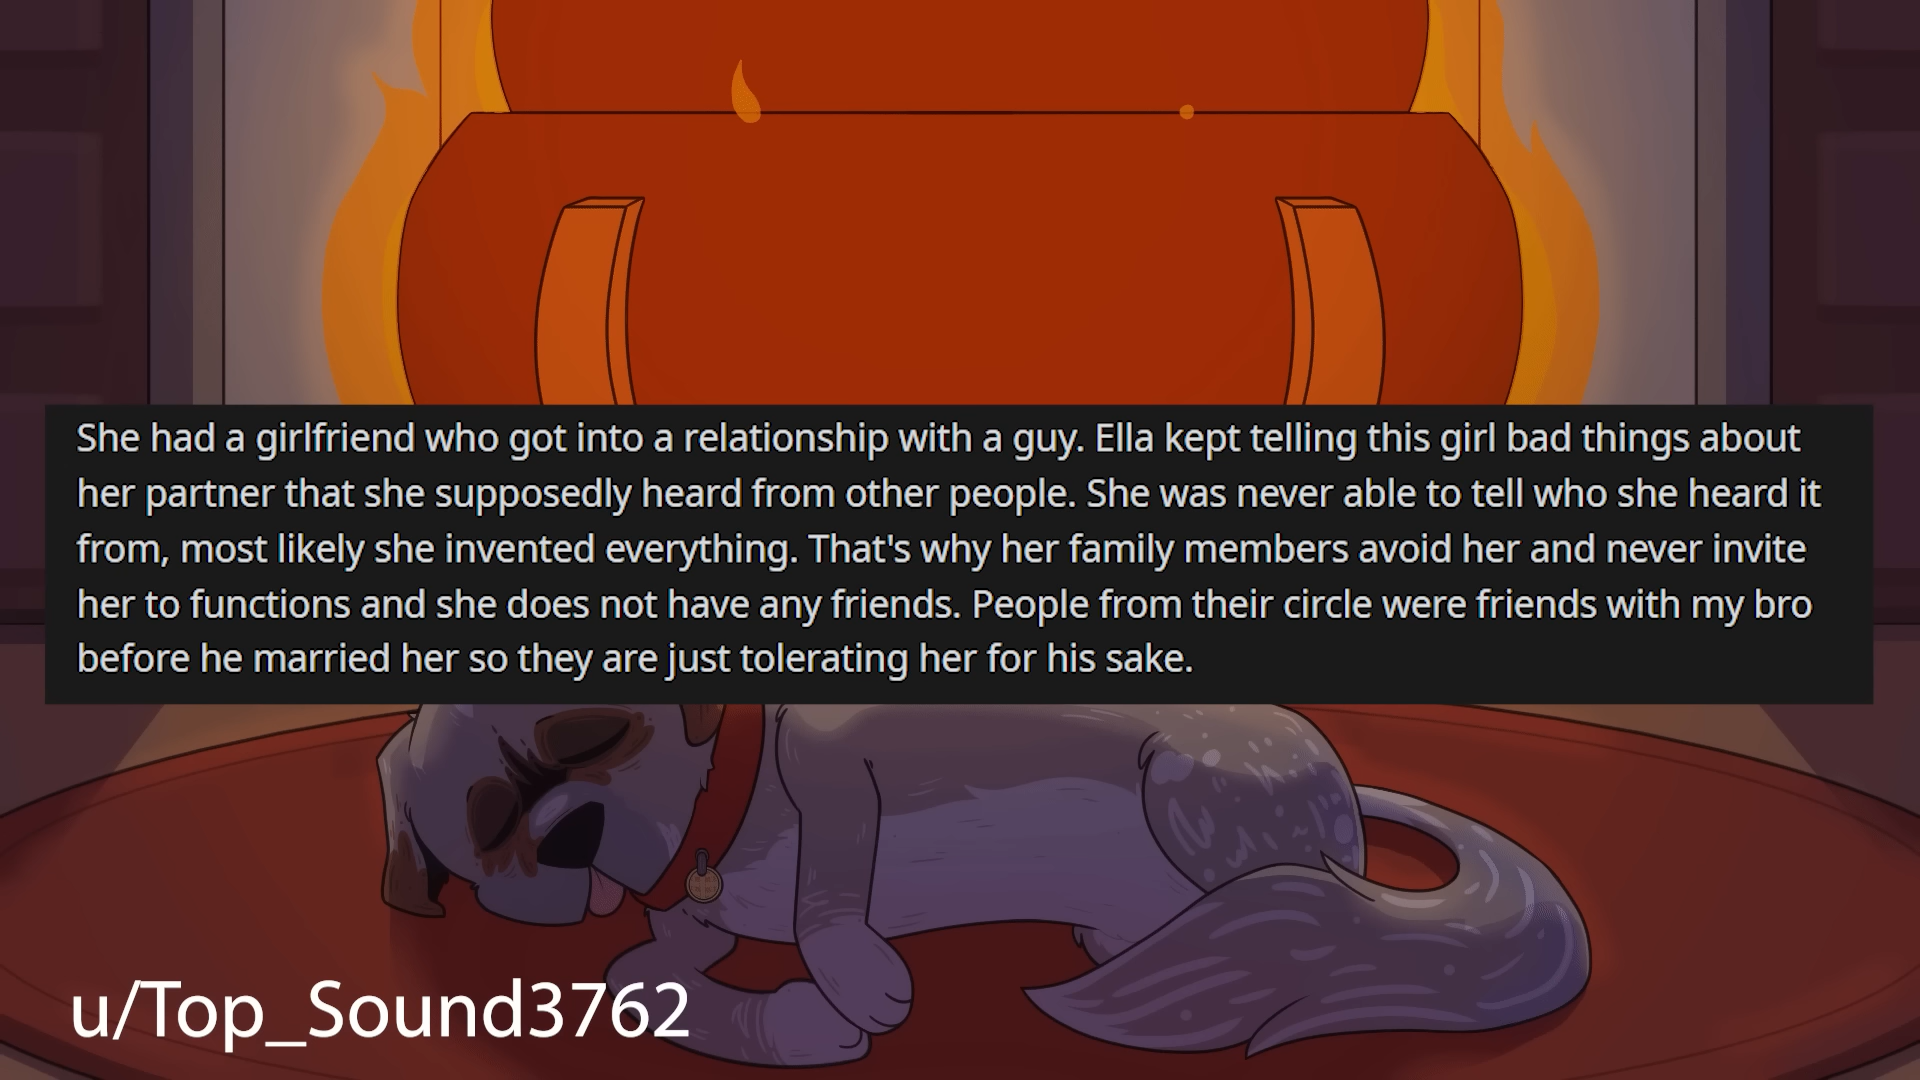 She had a girlfriend who got into a relationship with a guy. Ella kept telling this girl bad things about
her partner that she supposedly heard from other people. She was never able to tell who she heard it
from, most likely she invented everything. That's why her family members avoid her and never invite
her to functions and she does not have any friends. People from their circle were friends with my bro
before he married her so they are just tolerating her for his sake.
u/Top_Sound3762